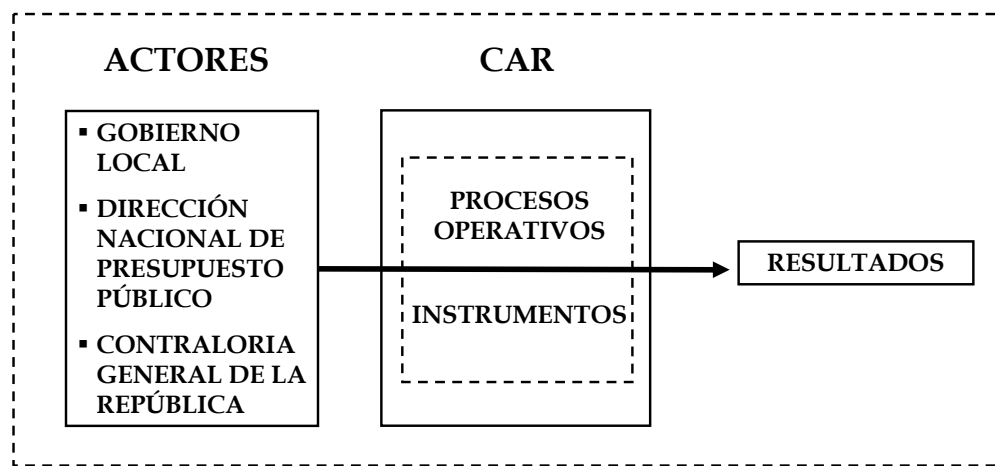 ACTORES
CAR
▪ GOBIERNO
LOCAL
▪ DIRECCIÓN
NACIONAL DE
PRESUPUESTO
PÚBLICO
▪ CONTRALORIA
GENERAL DE LA
REPÚBLICA
PROCESOS
OPERATIVOS
INSTRUMENTOS
RESULTADOS